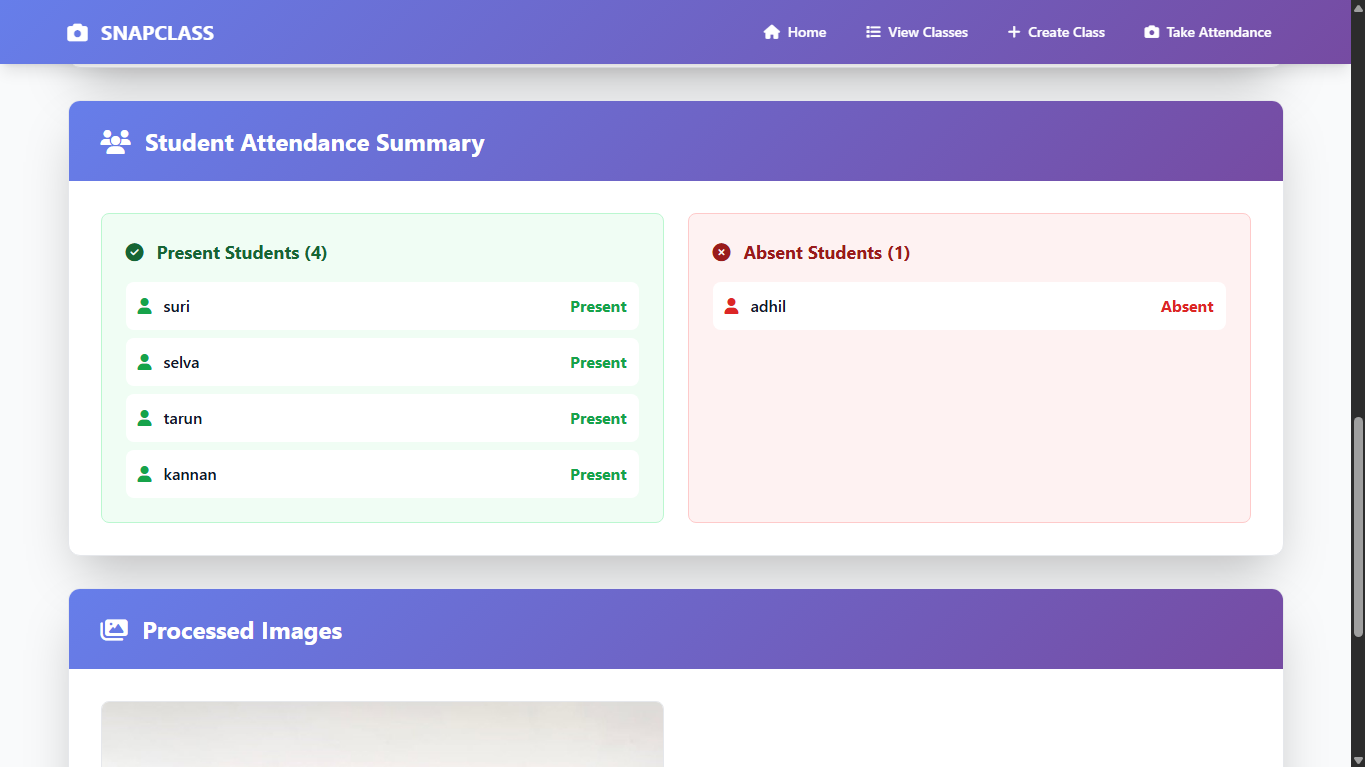 SNAPCLASS
Home
View Classes
Create Class
Take Attendance
Student Attendance Summary
Present Students (4)
suri
Present
selva
Present
tarun
Present
kannan
Present
Absent Students (1)
adhil
Absent
Processed Images